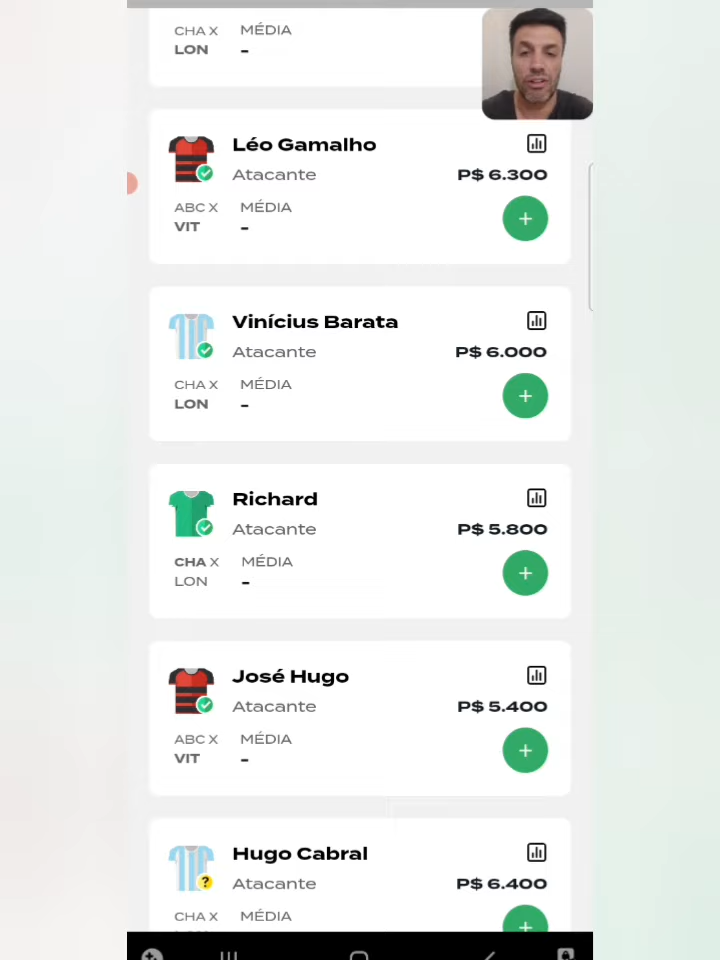 CHA X MÉDIA
LON -
Léo Gamalho
Atacante P$ 6.300
ABC X MÉDIA
VIT -
+
Vinícius Barata
Atacante P$ 6.000
CHA X MÉDIA
LON -
+
Richard
Atacante P$ 5.800
CHA X MÉDIA
LON -
+
José Hugo
Atacante P$ 5.400
ABC X MÉDIA
VIT -
+
Hugo Cabral
? Atacante P$ 6.400
CHA X MÉDIA
+